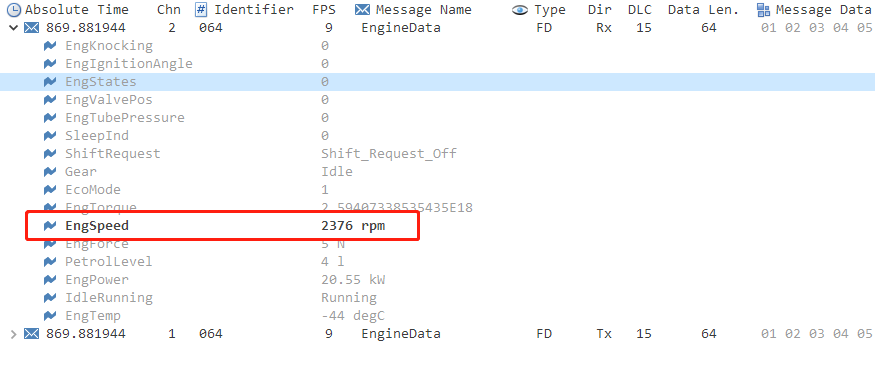 Absolute Time Chn Identifier FPS Message Name Type Dir DLC Data Len. Message Data
869.881944 2 064 9 EngineData FD Rx 15 64 01 02 03 04 05
EngKnocking 0
EngIgnitionAngle 0
EngStates 0
EngValvePos 0
EngTubePressure 0
SleepInd 0
ShiftRequest Shift_Request_Off
Gear Idle
EcoMode 1
EngTorque 2.59407338535435E18
EngSpeed 2376 rpm
EngForce 5 N
PetrolLevel 4 l
EngPower 20.55 kW
IdleRunning Running
EngTemp -44 degC
869.881944 1 064 9 EngineData FD Tx 15 64 01 02 03 04 05